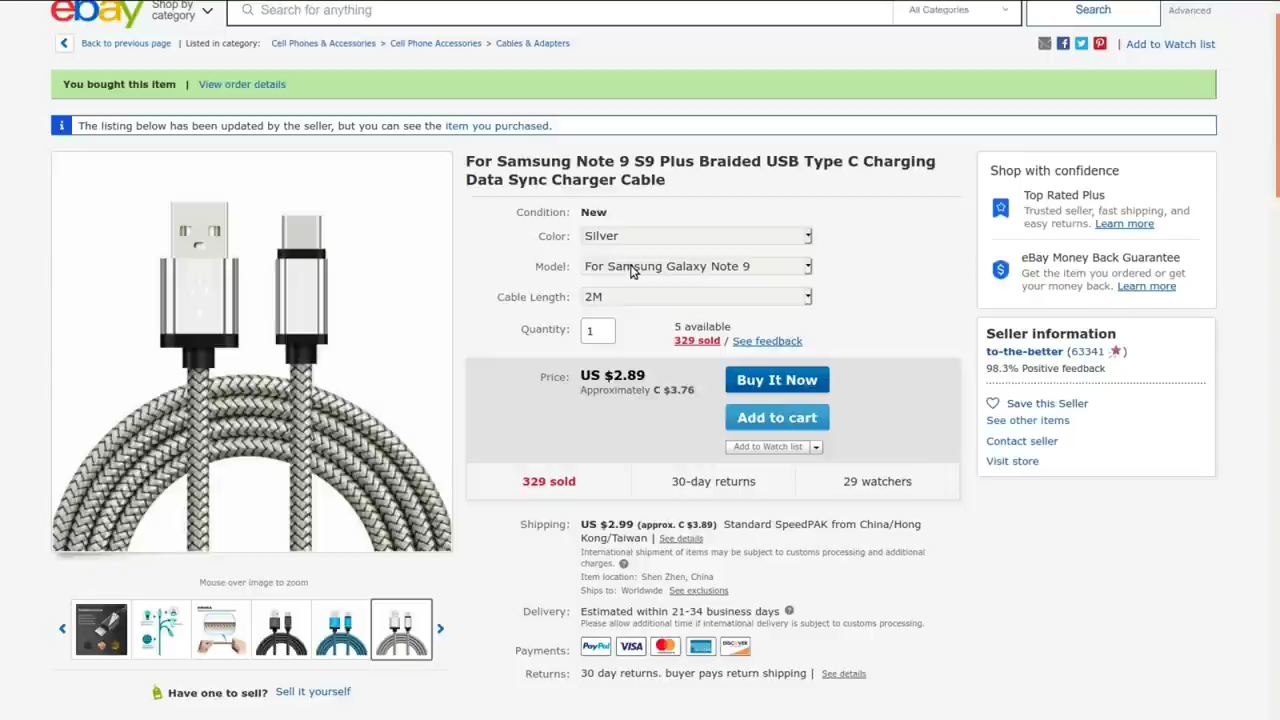 ebay
Shop by
category
Search for anything
All Categories
Search
Advanced
Back to previous page | Listed in category: Cell Phones & Accessories > Cell Phone Accessories > Cables & Adapters
| Add to Watch list
You bought this item | View order details
The listing below has been updated by the seller, but you can see the item you purchased.
For Samsung Note 9 S9 Plus Braided USB Type C Charging
Data Sync Charger Cable
Condition: New
Color: Silver
Model: For Samsung Galaxy Note 9
Cable Length: 2M
Quantity: 1
5 available
329 sold / See feedback
Price: US $2.89
Approximately C $3.76
Buy It Now
Add to cart
Add to Watch list
329 sold
30-day returns
29 watchers
Shipping: US $2.99 (approx. C $3.89) Standard SpeedPAK from China/Hong
Kong/Taiwan | See details
International shipment of items may be subject to customs processing and additional
charges.
Item location: Shen Zhen, China
Ships to: Worldwide See exclusions
Delivery: Estimated within 21-34 business days
Please allow additional time if international delivery is subject to customs processing.
Payments: PayPal VISA
DISCOVER
Returns: 30 day returns. buyer pays return shipping | See details
Shop with confidence
Top Rated Plus
Trusted seller, fast shipping, and
easy returns. Learn more
eBay Money Back Guarantee
Get the item you ordered or get
your money back. Learn more
Seller information
to-the-better (63341 )
98.3% Positive feedback
Save this Seller
See other items
Contact seller
Visit store
Mouse over image to zoom
Have one to sell? Sell it yourself